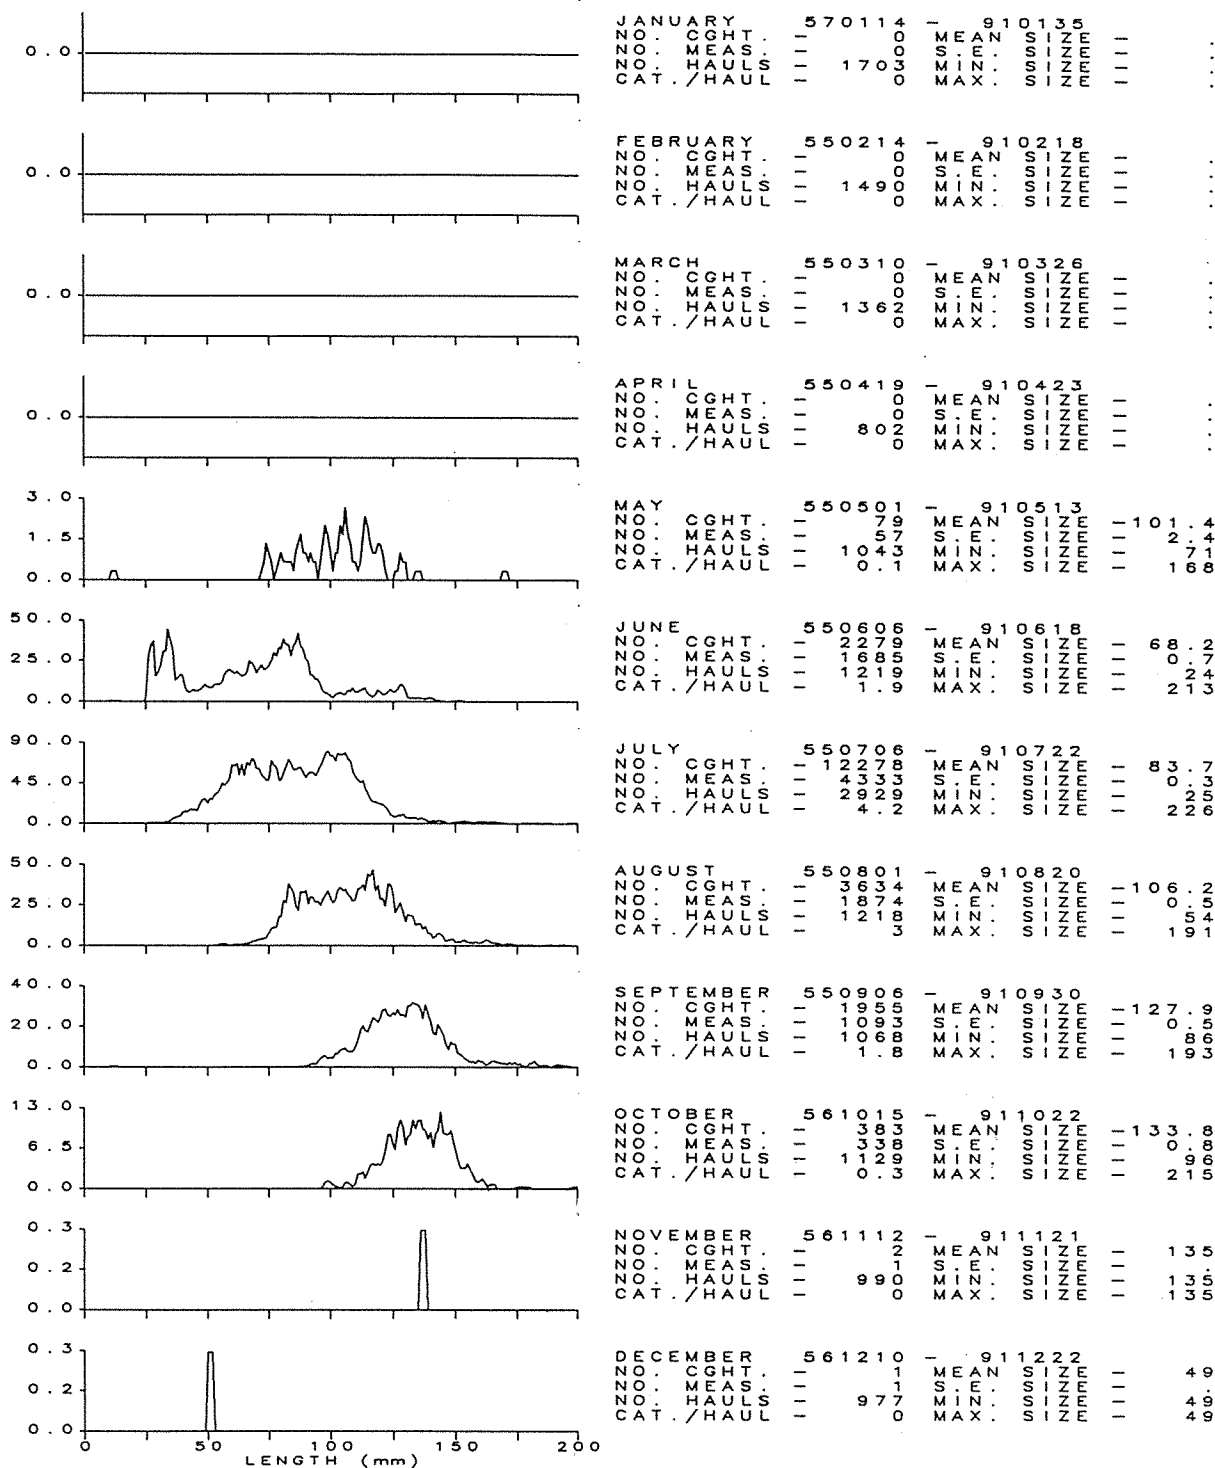 JANUARY 570114 - 910135
NO. CGHT. - 0 MEAN SIZE - .
0.0 NO. MEAS. - 0 S.E. SIZE - .
NO. HAULS - 1703 MIN. SIZE - .
CAT./HAUL - 0 MAX. SIZE - .
FEBRUARY 550214 - 910218
NO. CGHT. - 0 MEAN SIZE - .
0.0 NO. MEAS. - 0 S.E. SIZE - .
NO. HAULS - 1490 MIN. SIZE - .
CAT./HAUL - 0 MAX. SIZE - .
MARCH 550310 - 910326
NO. CGHT. - 0 MEAN SIZE - .
0.0 NO. MEAS. - 0 S.E. SIZE - .
NO. HAULS - 1362 MIN. SIZE - .
CAT./HAUL - 0 MAX. SIZE - .
APRIL 550419 - 910423
NO. CGHT. - 0 MEAN SIZE - .
0.0 NO. MEAS. - 0 S.E. SIZE - .
NO. HAULS - 802 MIN. SIZE - .
CAT./HAUL - 0 MAX. SIZE - .
3.0 MAY 550501 - 910513
NO. CGHT. - 79 MEAN SIZE -101.4
1.5 NO. MEAS. - 57 S.E. SIZE - 2.4
NO. HAULS - 1043 MIN. SIZE - 71
0.0 CAT./HAUL - 0.1 MAX. SIZE - 168
50.0 JUNE 550606 - 910618
NO. CGHT. - 2279 MEAN SIZE - 68.2
25.0 NO. MEAS. - 1685 S.E. SIZE - 0.7
NO. HAULS - 1219 MIN. SIZE - 24
0.0 CAT./HAUL - 1.9 MAX. SIZE - 213
90.0 JULY 550706 - 910722
NO. CGHT. -12278 MEAN SIZE - 83.7
45.0 NO. MEAS. - 4333 S.E. SIZE - 0.3
NO. HAULS - 2929 MIN. SIZE - 25
0.0 CAT./HAUL - 4.2 MAX. SIZE - 226
50.0 AUGUST 550801 - 910820
NO. CGHT. - 3634 MEAN SIZE -106.2
25.0 NO. MEAS. - 1874 S.E. SIZE - 0.5
NO. HAULS - 1218 MIN. SIZE - 54
0.0 CAT./HAUL - 3 MAX. SIZE - 191
40.0 SEPTEMBER 550906 - 910930
NO. CGHT. - 1955 MEAN SIZE -127.9
20.0 NO. MEAS. - 1093 S.E. SIZE - 0.5
NO. HAULS - 1068 MIN. SIZE - 86
0.0 CAT./HAUL - 1.8 MAX. SIZE - 193
13.0 OCTOBER 561015 - 911022
NO. CGHT. - 383 MEAN SIZE -133.8
6.5 NO. MEAS. - 338 S.E. SIZE - 0.8
NO. HAULS - 1129 MIN. SIZE - 96
0.0 CAT./HAUL - 0.3 MAX. SIZE - 215
0.3 NOVEMBER 561112 - 911121
NO. CGHT. - 2 MEAN SIZE - 135
0.2 NO. MEAS. - 1 S.E. SIZE - .
NO. HAULS - 990 MIN. SIZE - 135
0.0 CAT./HAUL - 0 MAX. SIZE - 135
0.3 DECEMBER 561210 - 911222
NO. CGHT. - 1 MEAN SIZE - 49
0.2 NO. MEAS. - 1 S.E. SIZE - .
NO. HAULS - 977 MIN. SIZE - 49
0.0 CAT./HAUL - 0 MAX. SIZE - 49
0 50 100 150 200
LENGTH (mm)